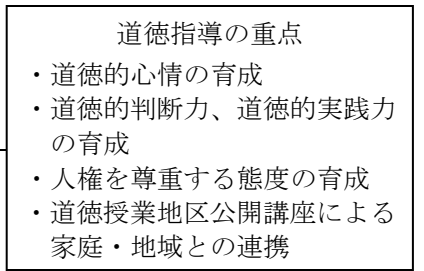 道徳指導の重点
・道徳的心情の育成
・道徳的判断力、道徳的実践力
の育成
・人権を尊重する態度の育成
・道徳授業地区公開講座による
家庭・地域との連携